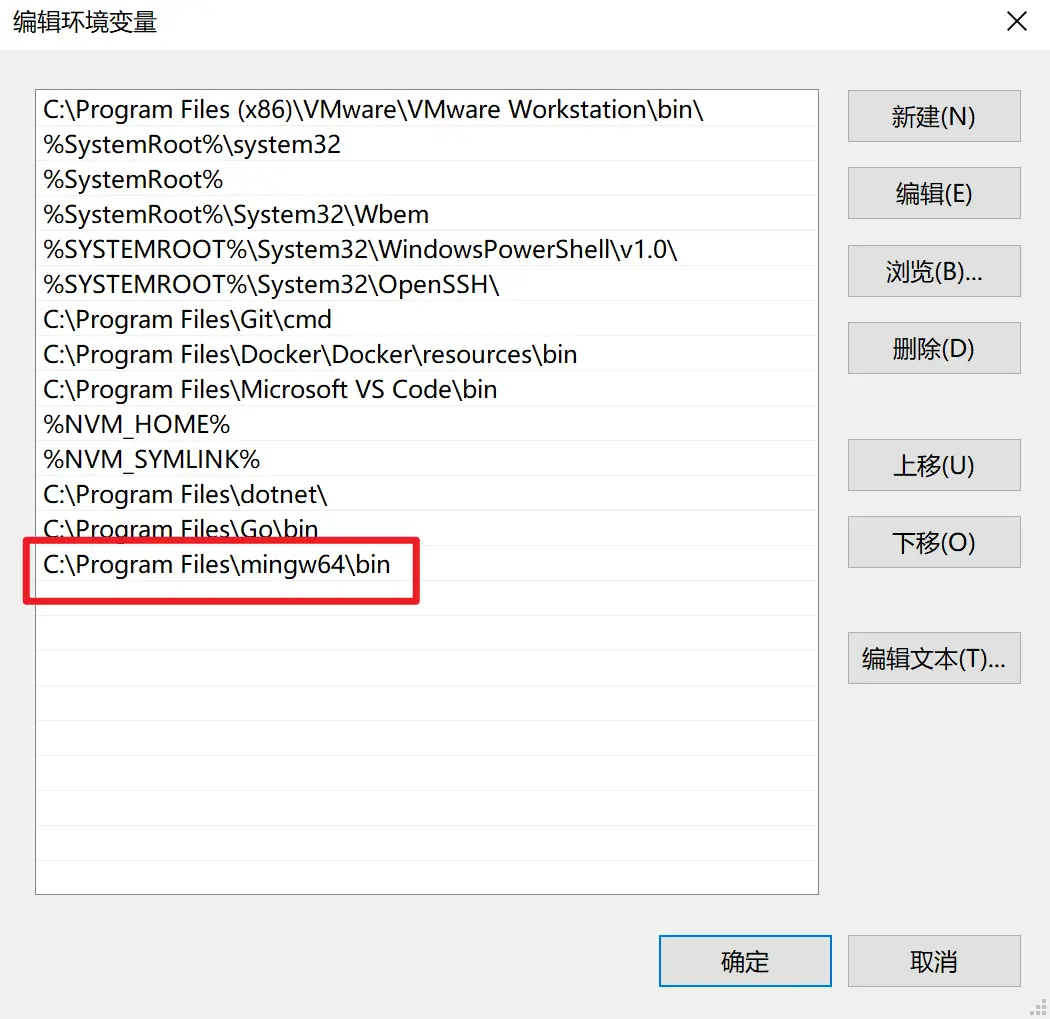 编辑环境变量
C:\Program Files (x86)\VMware\VMware Workstation\bin\
%SystemRoot%\system32
%SystemRoot%
%SystemRoot%\System32\Wbem
%SYSTEMROOT%\System32\WindowsPowerShell\v1.0\
%SYSTEMROOT%\System32\OpenSSH\
C:\Program Files\Git\cmd
C:\Program Files\Docker\Docker\resources\bin
C:\Program Files\Microsoft VS Code\bin
%NVM_HOME%
%NVM_SYMLINK%
C:\Program Files\dotnet\
C:\Program Files\Go\bin
C:\Program Files\mingw64\bin
新建(N)
编辑(E)
浏览(B)...
删除(D)
上移(U)
下移(O)
编辑文本(T)...
确定
取消